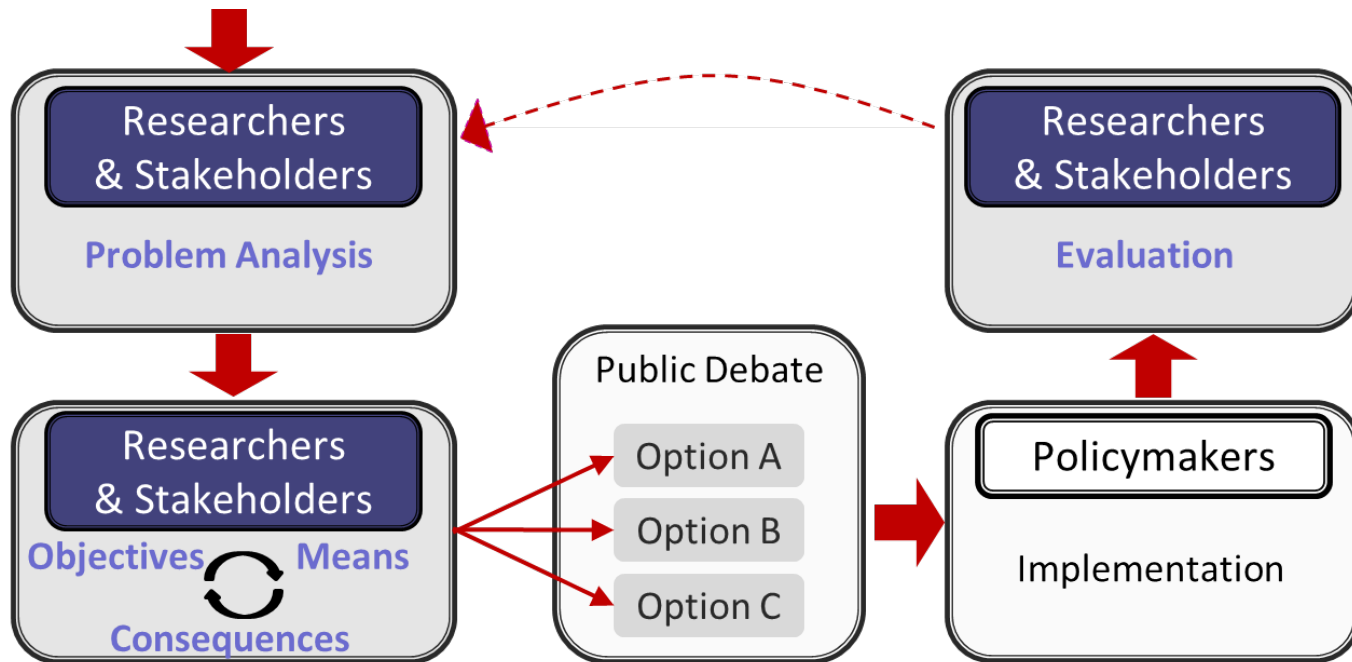 Researchers
& Stakeholders
Problem Analysis
Researchers
& Stakeholders
Objectives Means
Consequences
Public Debate
Option A
Option B
Option C
Policymakers
Implementation
Researchers
& Stakeholders
Evaluation